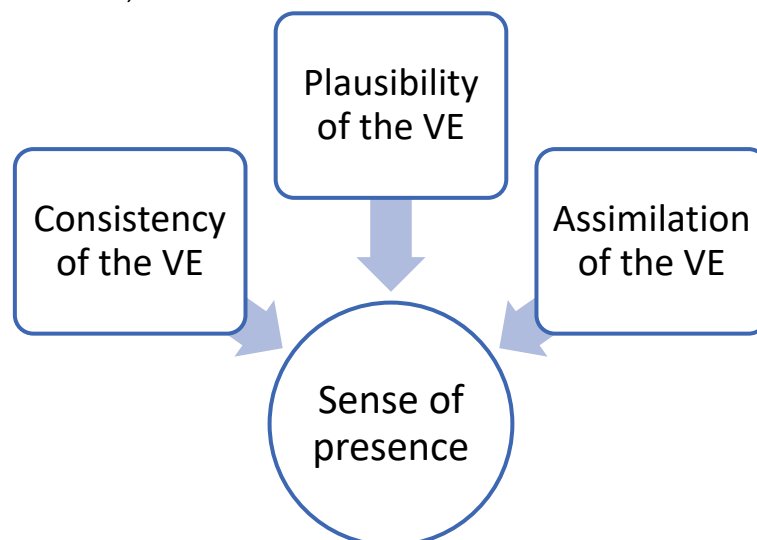 Plausibility
of the VE
Consistency
of the VE
Assimilation
of the VE
Sense of
presence